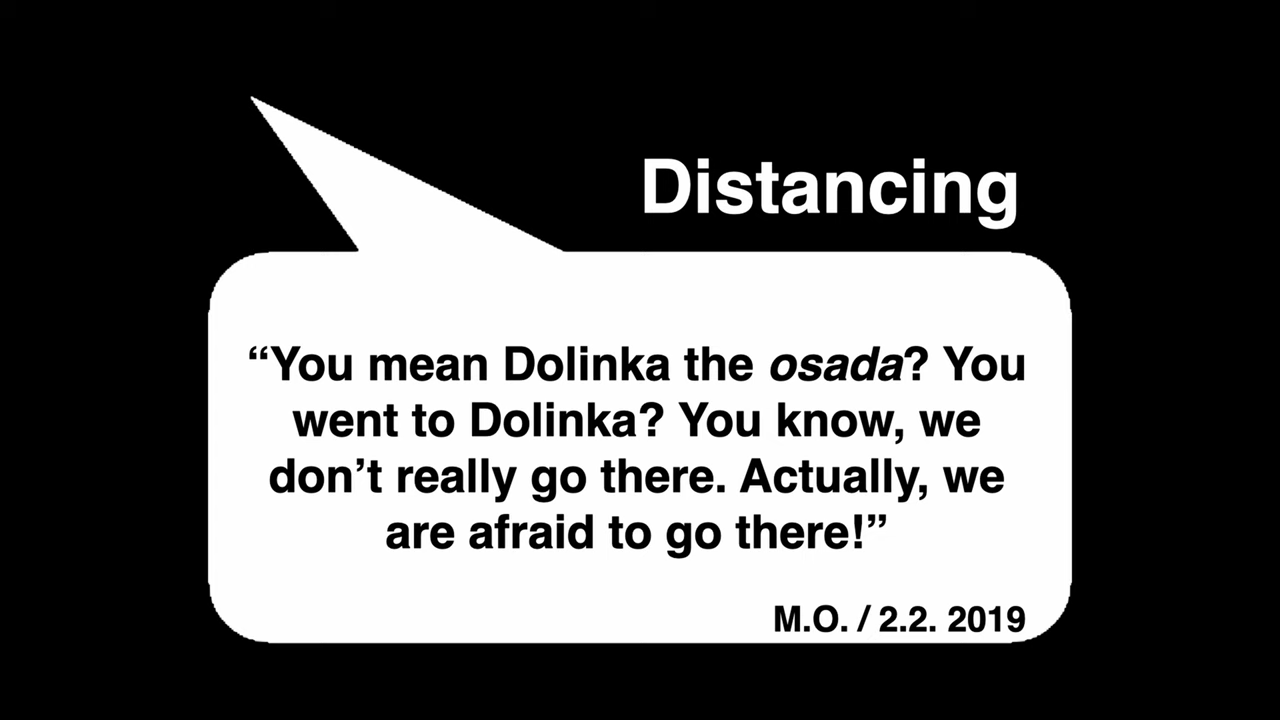 Distancing
“You mean Dolinka the osada? You
went to Dolinka? You know, we
don’t really go there. Actually, we
are afraid to go there!”
M.O. / 2.2. 2019